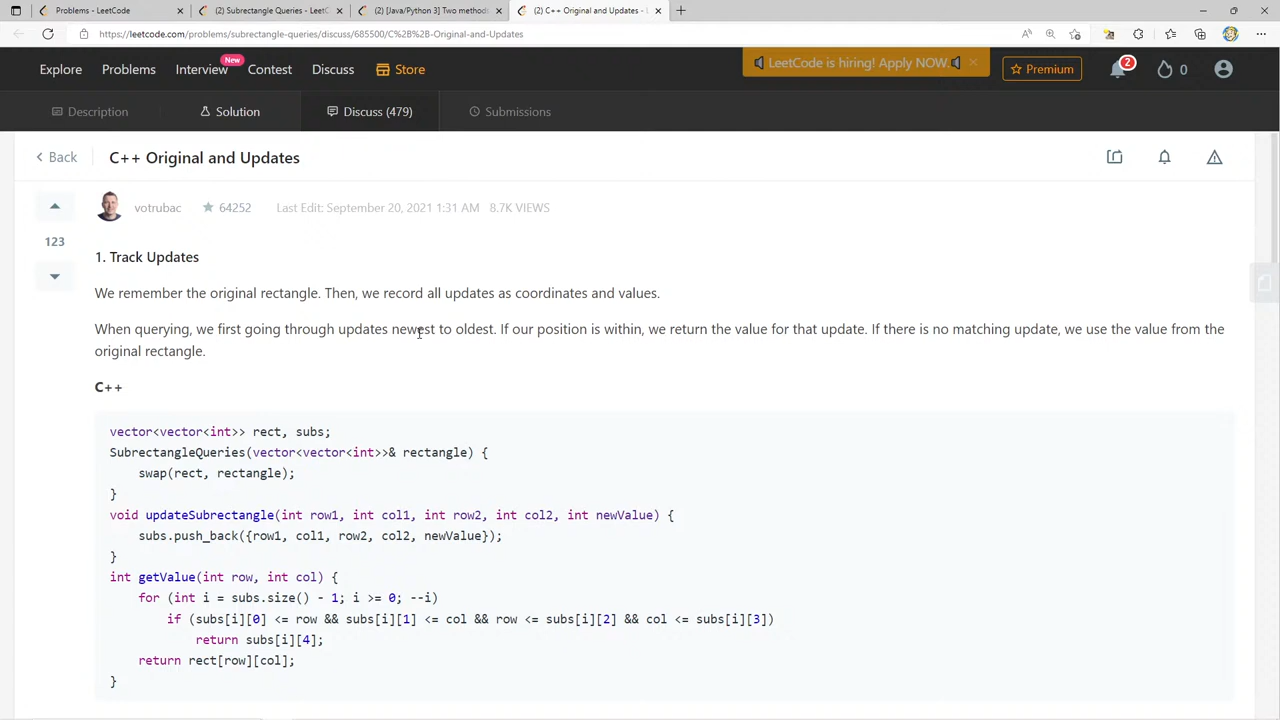 Problems - LeetCode
(2) Subrectangle Queries - LeetC
(2) [Java/Python 3] Two method
(2) C++ Original and Updates - L
https://leetcode.com/problems/subrectangle-queries/discuss/685500/C%2B%2B-Original-and-Updates
Explore
Problems
Interview
New
Contest
Discuss
Store
LeetCode is hiring! Apply NOW.
Premium
2
0
Description
Solution
Discuss (479)
Submissions
Back
C++ Original and Updates
votrubac
64252
Last Edit: September 20, 2021 1:31 AM
8.7K VIEWS
123
1. Track Updates
We remember the original rectangle. Then, we record all updates as coordinates and values.
When querying, we first going through updates newest to oldest. If our position is within, we return the value for that update. If there is no matching update, we use the value from the
original rectangle.
C++
vector<vector<int>> rect, subs;
SubrectangleQueries(vector<vector<int>>& rectangle) {
    swap(rect, rectangle);
}
void updateSubrectangle(int row1, int col1, int row2, int col2, int newValue) {
    subs.push_back({row1, col1, row2, col2, newValue});
}
int getValue(int row, int col) {
    for (int i = subs.size() - 1; i >= 0; --i)
        if (subs[i][0] <= row && subs[i][1] <= col && row <= subs[i][2] && col <= subs[i][3])
            return subs[i][4];
    return rect[row][col];
}